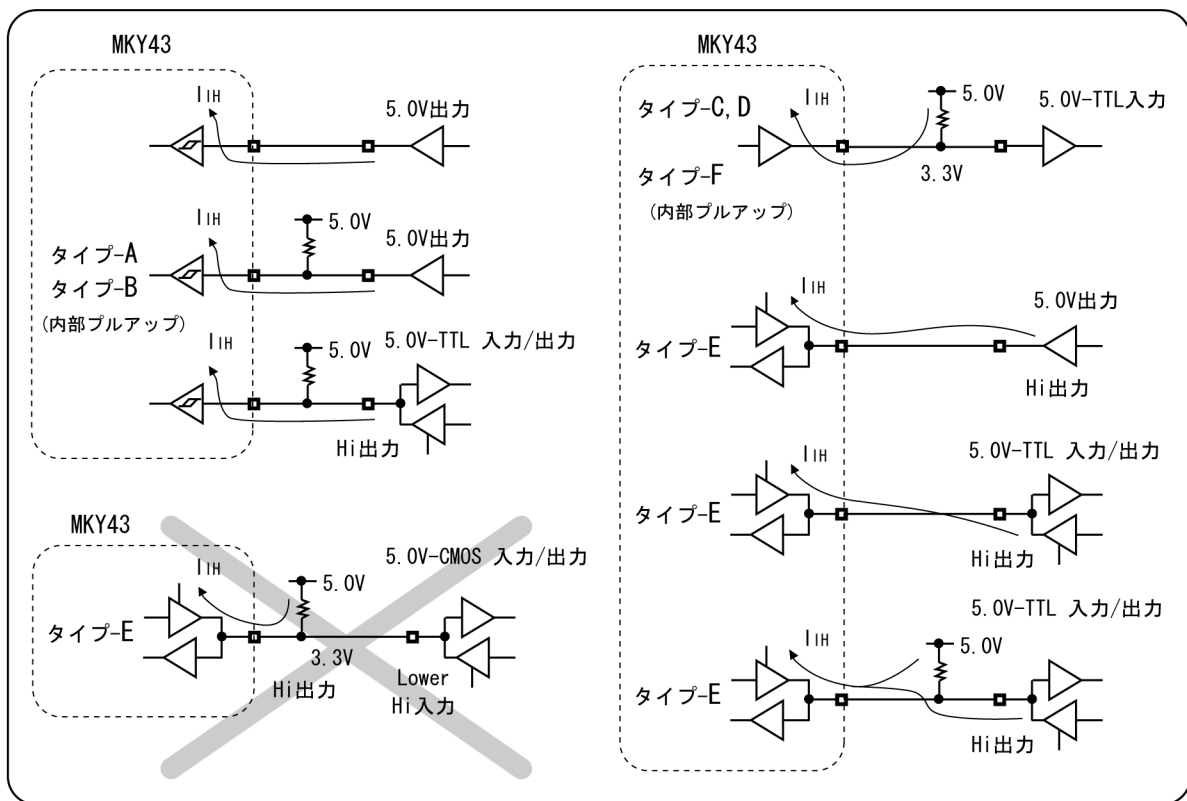 MKY43
IIH
5.0V出力
IIH
5.0V
5.0V出力
タイプ-A
タイプ-B
(内部プルアップ)
IIH
5.0V
5.0V-TTL 入力/出力
Hi出力
MKY43
IIH
5.0V
5.0V-CMOS 入力/出力
タイプ-E
3.3V
Hi出力
Lower
Hi入力
MKY43
タイプ-C,D
IIH
5.0V
5.0V-TTL入力
タイプ-F
3.3V
(内部プルアップ)
IIH
5.0V出力
タイプ-E
Hi出力
IIH
5.0V-TTL 入力/出力
タイプ-E
Hi出力
5.0V-TTL 入力/出力
IIH
5.0V
タイプ-E
Hi出力